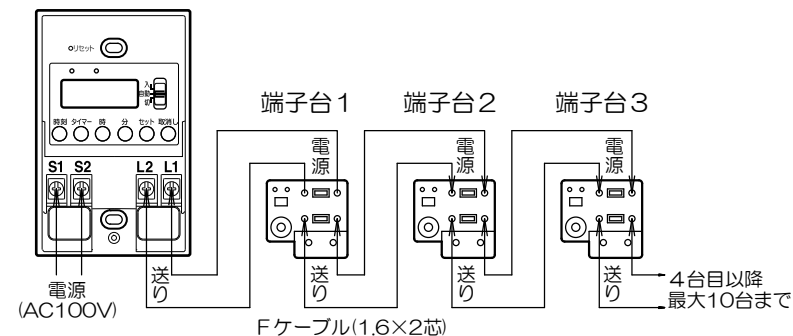 リセット
入
自動
切
時刻 タイマー 時 分 セット 取消し
S1 S2 L2 L1
端子台1 端子台2 端子台3
電源 電源 電源
送り 送り 送り 送り
電源
(AC100V)
4台目以降
最大10台まで
Fケーブル(1.6×2芯)